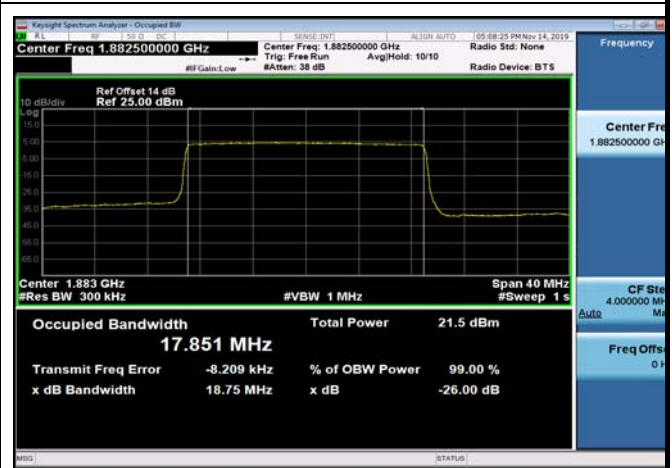 Keysight Spectrum Analyzer - Occupied BW
RL RF 50 Ω DC SENSE:INT ALIGN AUTO 05:08:25 PM Nov 14, 2019
Center Freq 1.882500000 GHz Center Freq: 1.882500000 GHz Radio Std: None Frequency
Trig: Free Run Avg|Hold: 10/10
#IFGain:Low #Atten: 38 dB Radio Device: BTS
Ref Offset 14 dB
10 dB/div Ref 25.00 dBm
Log
15.0
5.00
-5.00
-15.0
-25.0
-35.0
-45.0
-55.0
-65.0
Center Fre
1.882500000 GH
Center 1.883 GHz Span 40 MHz
#Res BW 300 kHz #VBW 1 MHz #Sweep 1 s
CF Ste
4.000000 MH
Auto Ma
Occupied Bandwidth Total Power 21.5 dBm
17.851 MHz
Transmit Freq Error -8.209 kHz % of OBW Power 99.00 %
x dB Bandwidth 18.75 MHz x dB -26.00 dB
Freq Offs
0 H
MSG STATUS